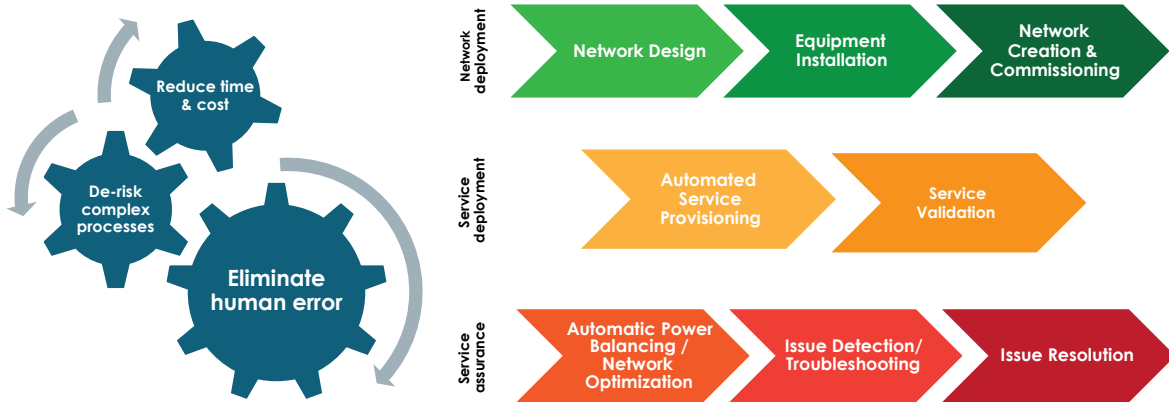 Reduce time
& cost
De-risk
complex
processes
Eliminate
human error
Network
deployment
Network Design
Equipment
Installation
Network
Creation &
Commissioning
Service
deployment
Automated
Service
Provisioning
Service
Validation
Service
assurance
Automatic Power
Balancing /
Network
Optimization
Issue Detection/
Troubleshooting
Issue Resolution